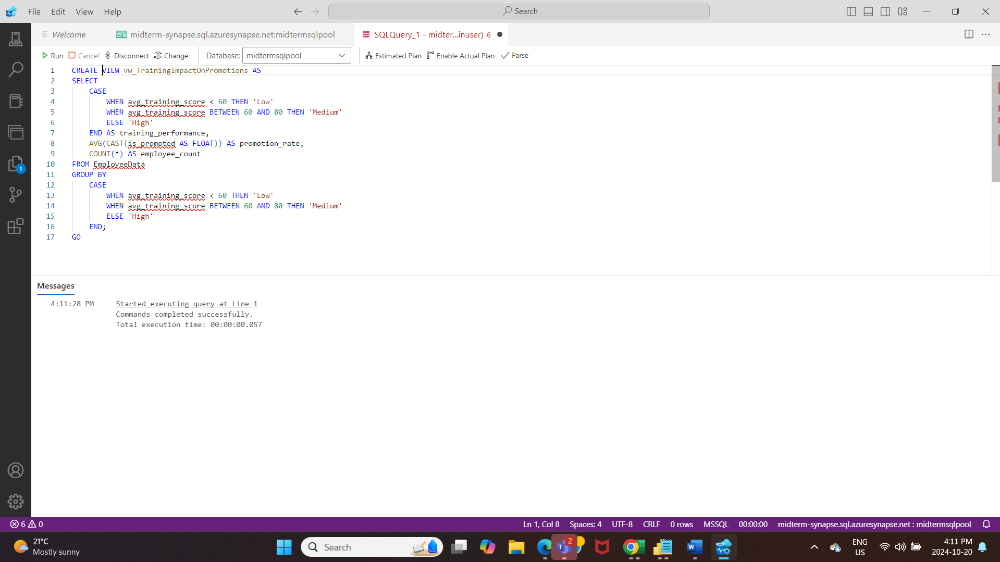 File Edit View Help Search
Welcome midterm-synapse.sql.azuresynapse.net:midtermsqlpool SQLQuery_1 - midter...inuser) 6
Run Cancel Disconnect Change Database: midtermsqlpool Estimated Plan Enable Actual Plan Parse
1 CREATE VIEW vw_TrainingImpactOnPromotions AS
2 SELECT
3 CASE
4 WHEN avg_training_score < 60 THEN 'Low'
5 WHEN avg_training_score BETWEEN 60 AND 80 THEN 'Medium'
6 ELSE 'High'
7 END AS training_performance,
8 AVG(CAST(is_promoted AS FLOAT)) AS promotion_rate,
9 COUNT(*) AS employee_count
10 FROM EmployeeData
11 GROUP BY
12 CASE
13 WHEN avg_training_score < 60 THEN 'Low'
14 WHEN avg_training_score BETWEEN 60 AND 80 THEN 'Medium'
15 ELSE 'High'
16 END;
17 GO
1
Messages
4:11:28 PM Started executing query at Line 1
Commands completed successfully.
Total execution time: 00:00:00.057
6 0 Ln 1, Col 8 Spaces: 4 UTF-8 CRLF 0 rows MSSQL 00:00:00 midterm-synapse.sql.azuresynapse.net : midtermsqlpool
21°C
Mostly sunny
Search
2
ENG
US
4:11 PM
2024-10-20